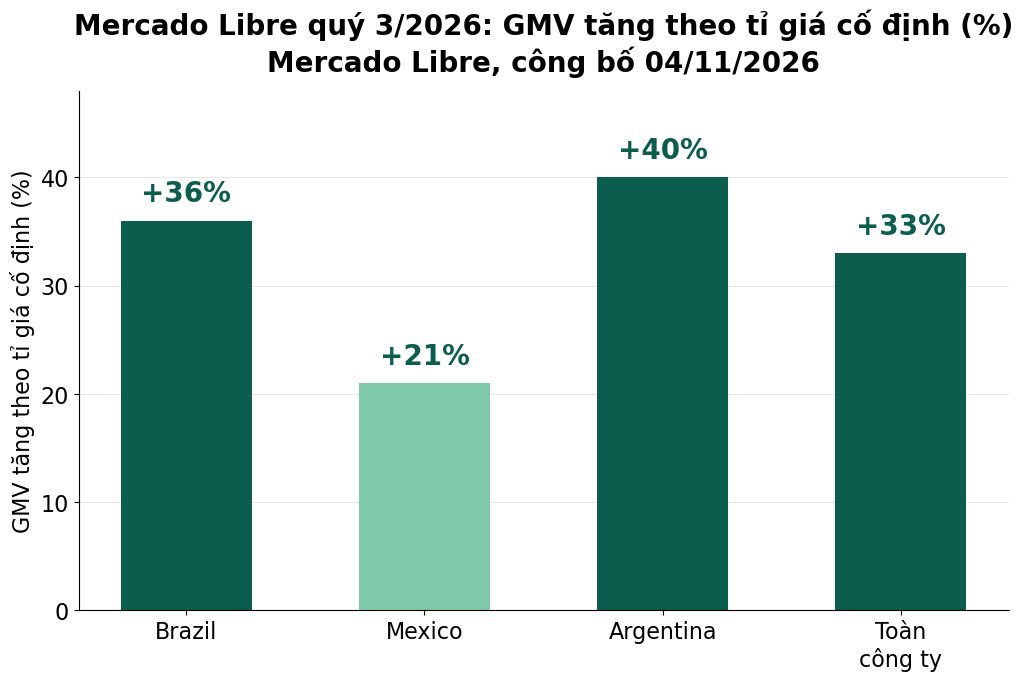 Mercado Libre quý 3/2026: GMV tăng theo tỉ giá cố định (%)
Mercado Libre, công bố 04/11/2026
GMV tăng theo tỉ giá cố định (%)
40
30
20
10
0
+36%
+21%
+40%
+33%
Brazil
Mexico
Argentina
Toàn
công ty